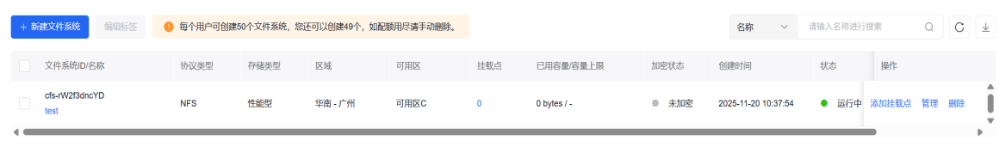 + 新建文件系统 编辑标签 每个用户可创建50个文件系统，您还可以创建49个，如配额用尽请手动删除。 名称 请输入名称进行搜索
文件系统ID/名称 协议类型 存储类型 区域 可用区 挂载点 已用容量/容量上限 加密状态 创建时间 状态 操作
cfs-rW2f3dncYD
test NFS 性能型 华南 - 广州 可用区C 0 0 bytes / - 未加密 2025-11-20 10:37:54 运行中 添加挂载点 管理 删除